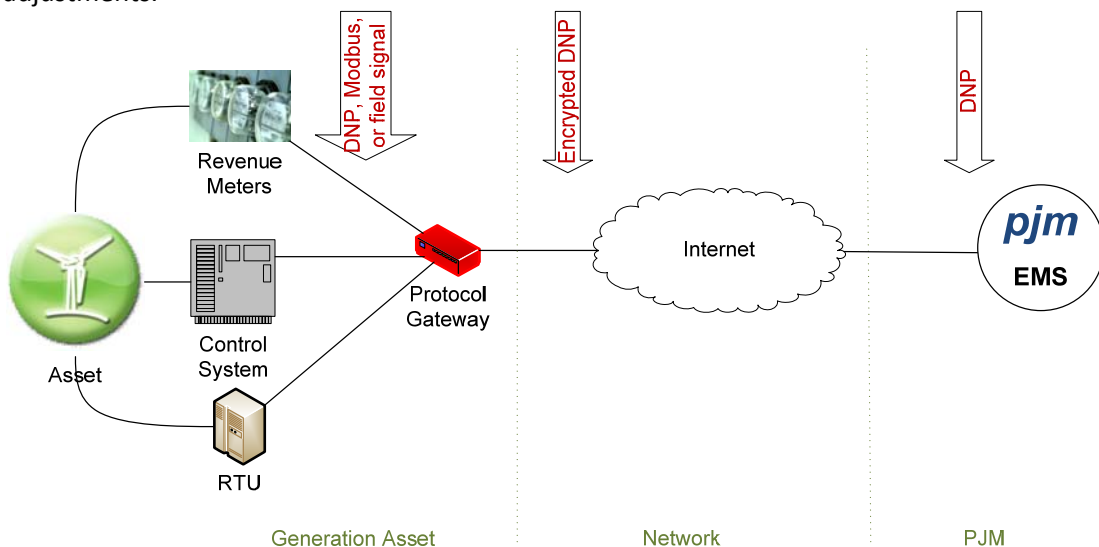 adjustments.
DNP, Modbus,
or field signal
Encrypted DNP
DNP
Revenue
Meters
Internet
pjm
EMS
Protocol
Gateway
Control
System
Asset
RTU
Generation Asset
Network
PJM